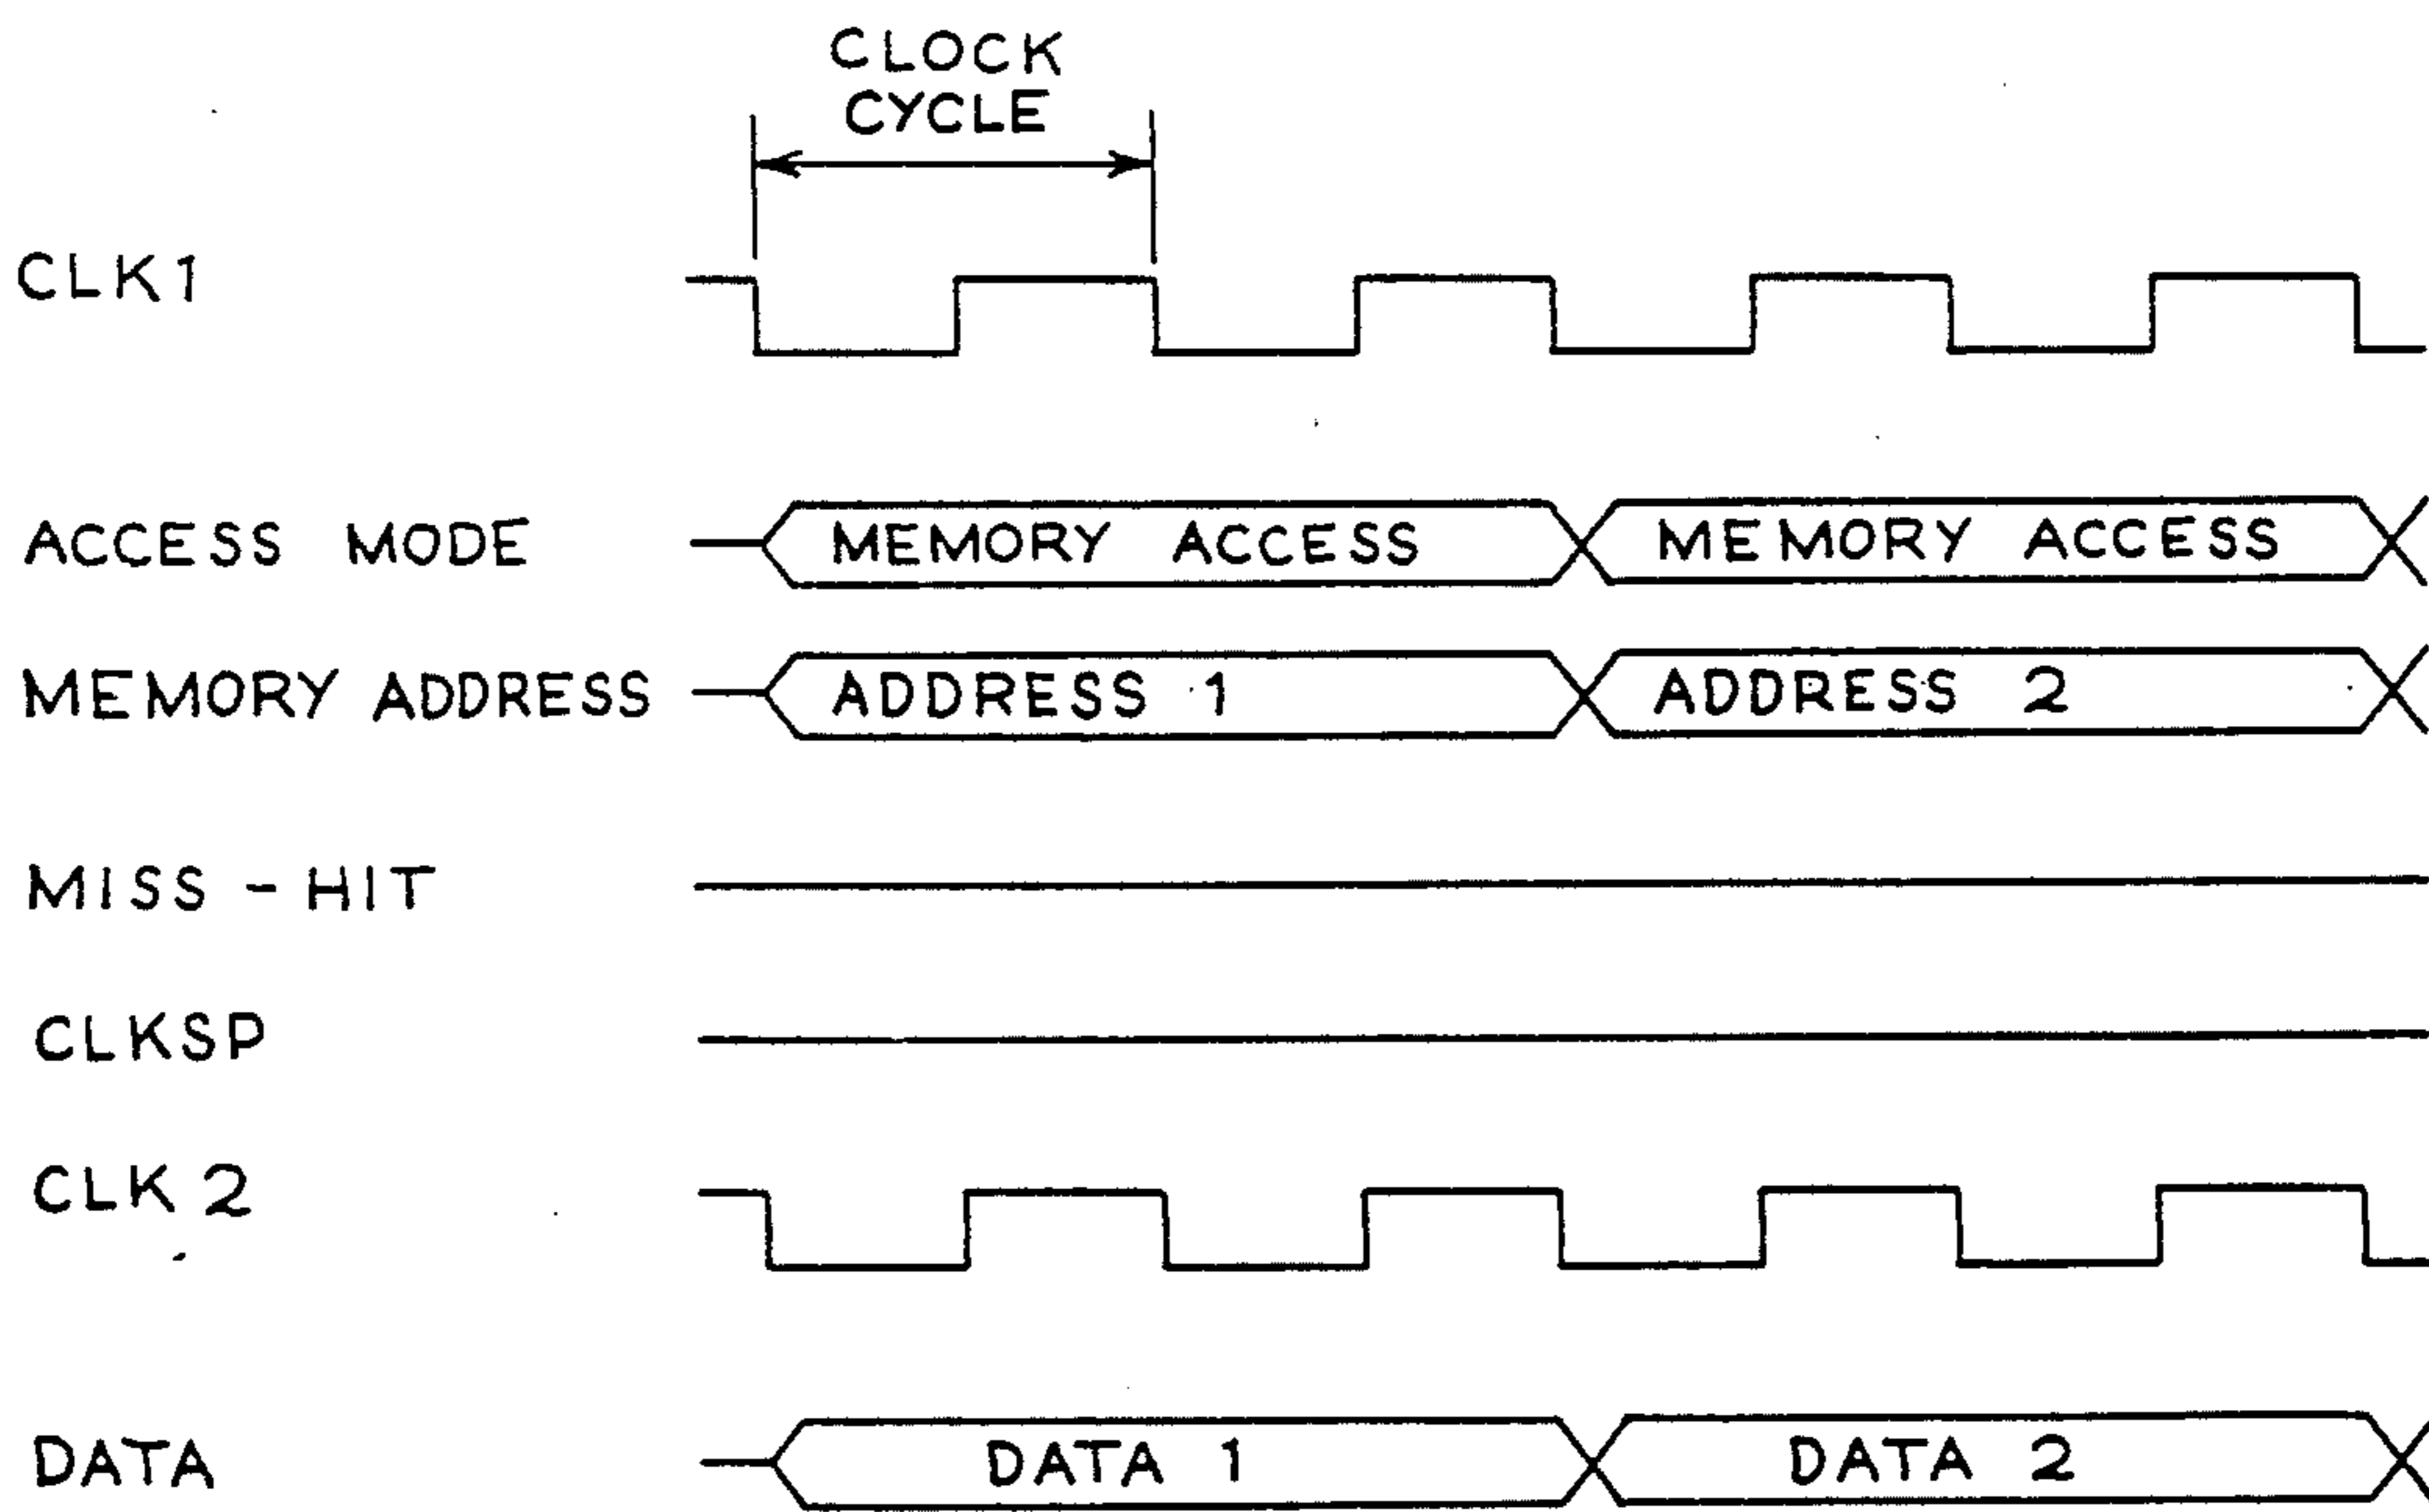 CLOCK
CYCLE
CLK1
ACCESS MODE
MEMORY ACCESS
MEMORY ACCESS
MEMORY ADDRESS
ADDRESS 1
ADDRESS 2
MISS - HIT
CLKSP
CLK 2
DATA
DATA 1
DATA 2